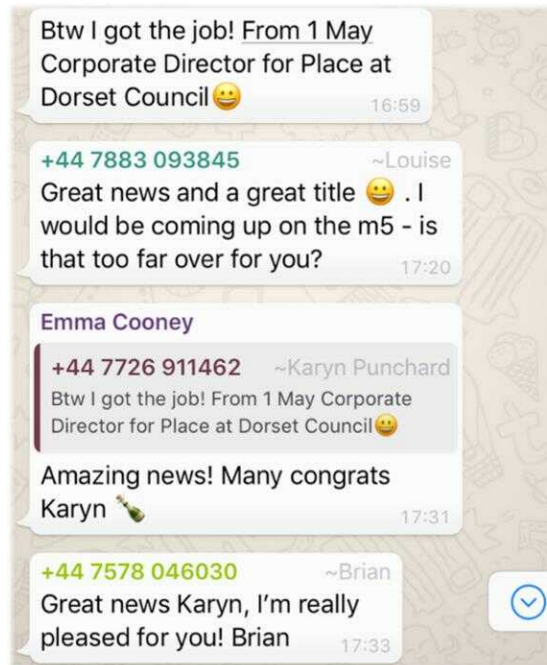 Btw I got the job! From 1 May
Corporate Director for Place at
Dorset Council😀
16:59
+44 7883 093845 ~Louise
Great news and a great title 😀 . I
would be coming up on the m5 - is
that too far over for you?
17:20
Emma Cooney
+44 7726 911462 ~Karyn Punchard
Btw I got the job! From 1 May Corporate
Director for Place at Dorset Council😀
Amazing news! Many congrats
Karyn 🍾
17:31
+44 7578 046030 ~Brian
Great news Karyn, I’m really
pleased for you! Brian
17:33